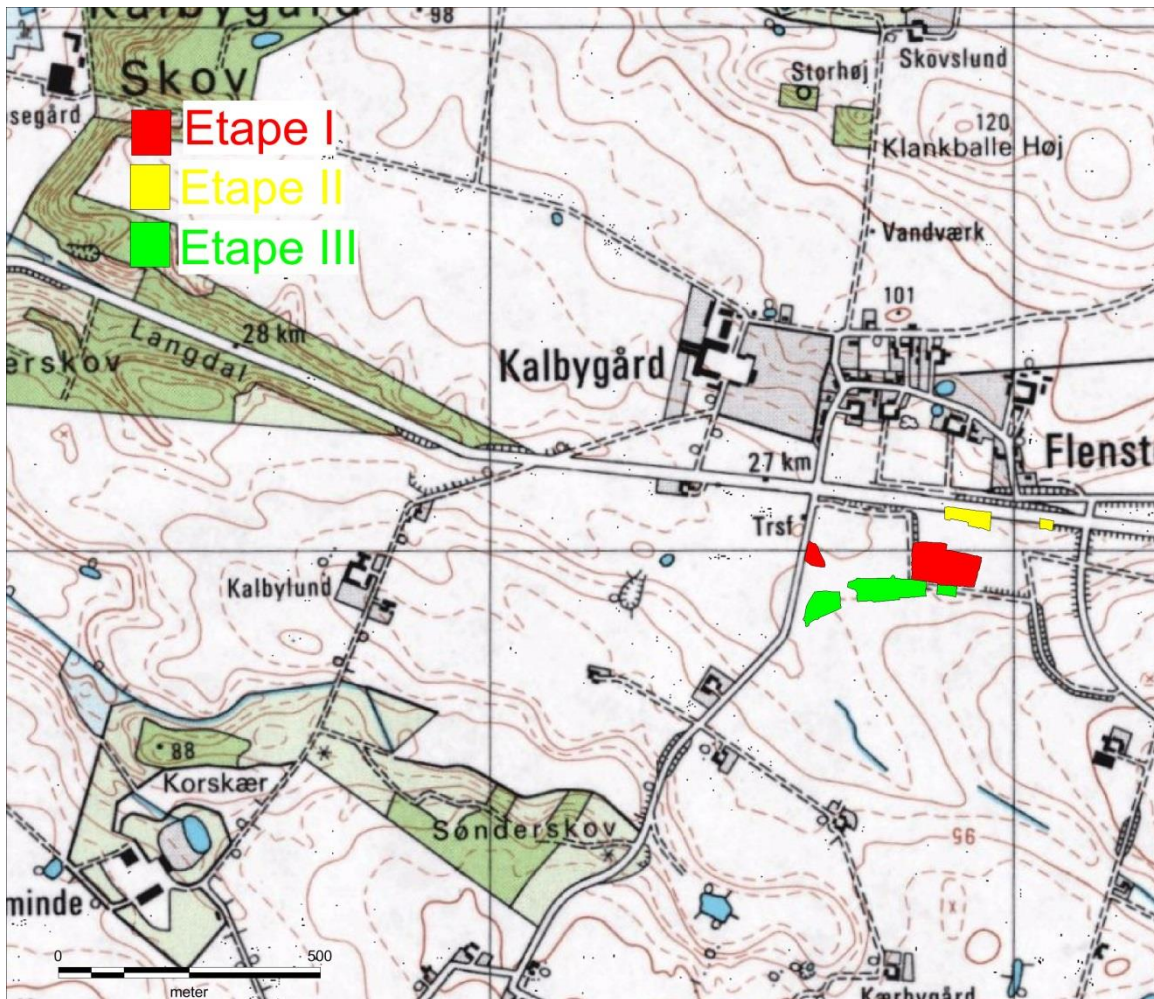 Kalbygård
98
Skov
Skovslund
Storhøj
segård
Etape I
120
Klankballe Høj
Etape II
Vandværk
Etape III
101
28 km
Langdal
erskov
Kalbygård
Flenst
27 km
Trsf
Kalbylund
88
Korskær
Sønderskov
95
minde
0 500
meter
Kærbygård